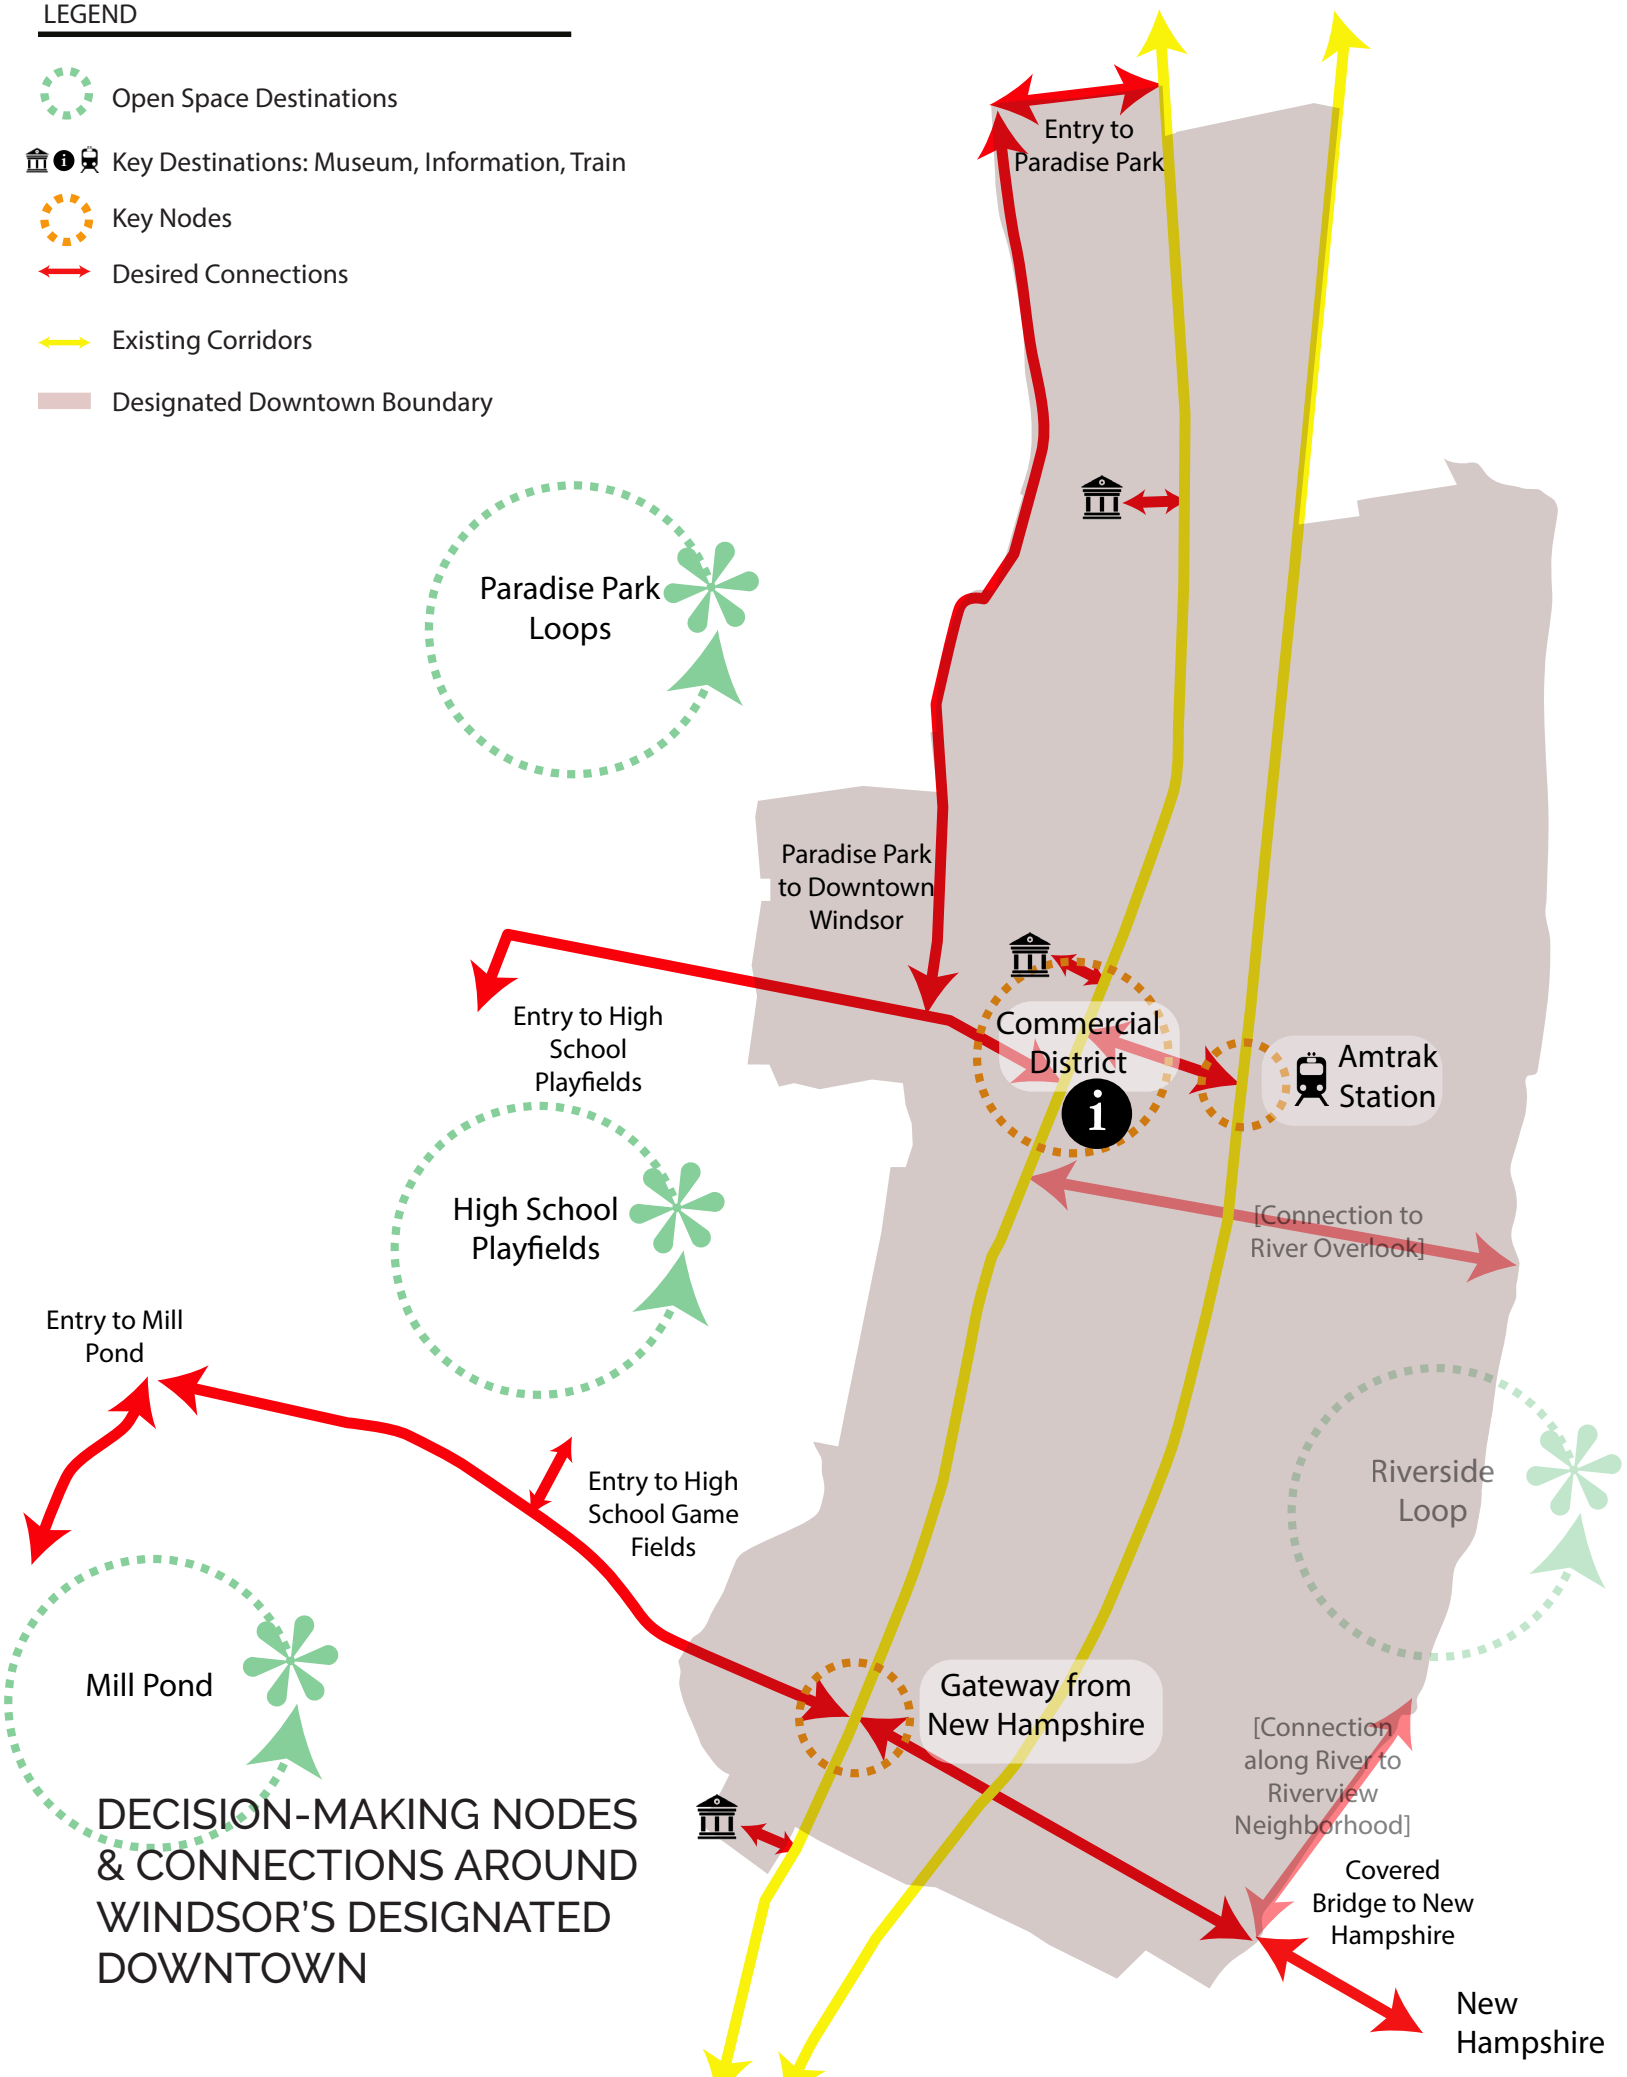 LEGEND
Open Space Destinations
Key Destinations: Museum, Information, Train
Key Nodes
Desired Connections
Existing Corridors
Designated Downtown Boundary
Entry to
Paradise Park
Paradise Park
Loops
Paradise Park
to Downtown
Windsor
Entry to High
School
Playfields
Commercial
District
i
Amtrak
Station
High School
Playfields
[Connection to
River Overlook]
Entry to Mill
Pond
Entry to High
School Game
Fields
Riverside
Loop
Mill Pond
Gateway from
New Hampshire
[Connection
along River to
Riverview
Neighborhood]
Covered
Bridge to New
Hampshire
New
Hampshire
DECISION-MAKING NODES
& CONNECTIONS AROUND
WINDSOR'S DESIGNATED
DOWNTOWN